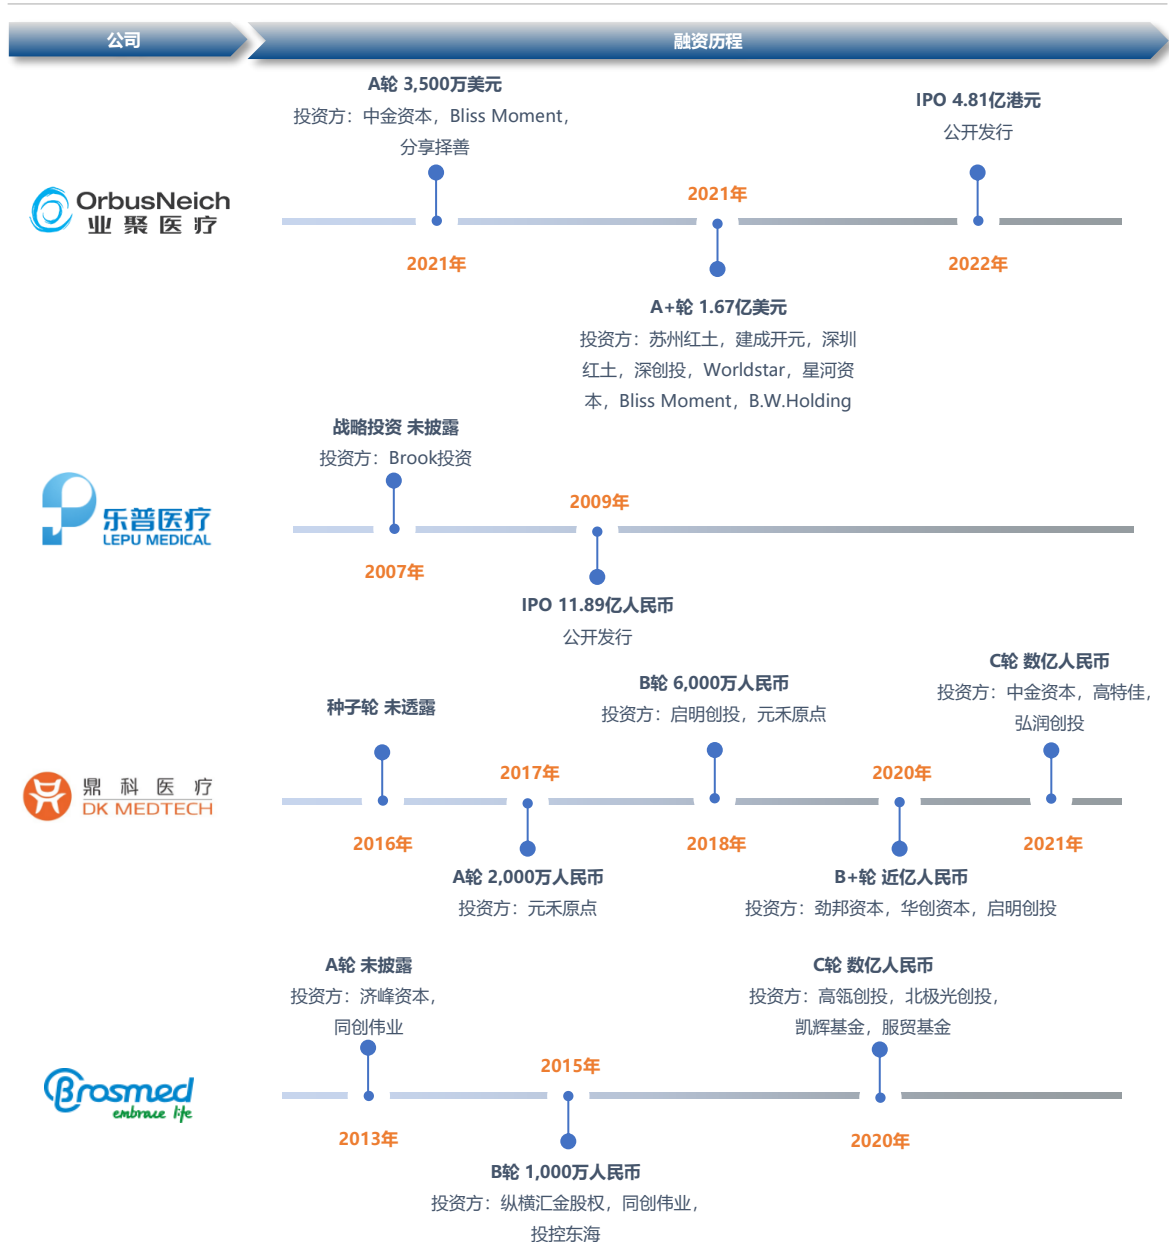 公司
融资历程
A轮 3,500万美元
投资方：中金资本，Bliss Moment，
分享择善
IPO 4.81亿港元
公开发行
OrbusNeich
业聚医疗
2021年
2021年
2022年
A+轮 1.67亿美元
投资方：苏州红土，建成开元，深圳
红土，深创投，Worldstar，星河资
本，Bliss Moment，B.W.Holding
战略投资 未披露
投资方：Brook投资
乐普医疗
LEPU MEDICAL
2009年
2007年
IPO 11.89亿人民币
公开发行
C轮 数亿人民币
投资方：中金资本，高特佳，
弘润创投
B轮 6,000万人民币
投资方：启明创投，元禾原点
种子轮 未透露
鼎科医疗
DK MEDTECH
2017年
2020年
2016年
2018年
2021年
A轮 2,000万人民币
投资方：元禾原点
B+轮 近亿人民币
投资方：劲邦资本，华创资本，启明创投
A轮 未披露
投资方：济峰资本，
同创伟业
C轮 数亿人民币
投资方：高瓴创投，北极光创投，
凯辉基金，服贸基金
Brosmed
embrace life
2015年
2013年
2020年
B轮 1,000万人民币
投资方：纵横汇金股权，同创伟业，
投控东海